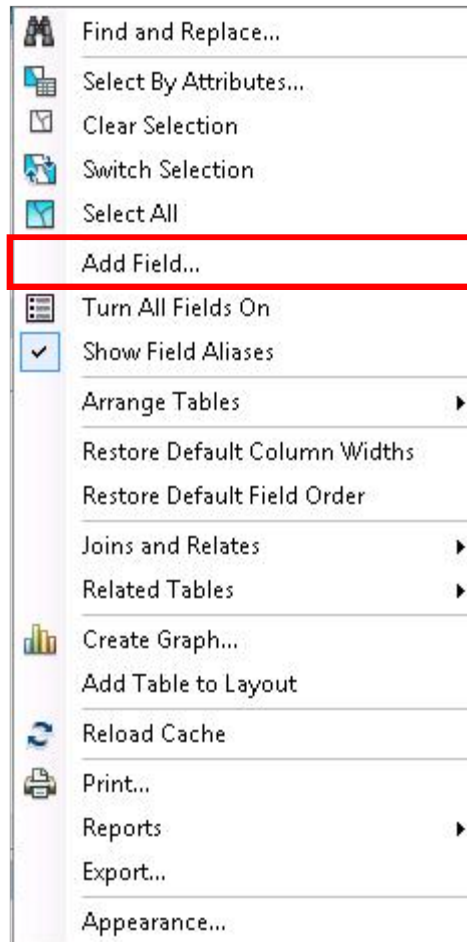 Find and Replace...
Select By Attributes...
Clear Selection
Switch Selection
Select All
Add Field...
Turn All Fields On
Show Field Aliases
Arrange Tables
Restore Default Column Widths
Restore Default Field Order
Joins and Relates
Related Tables
Create Graph...
Add Table to Layout
Reload Cache
Print...
Reports
Export...
Appearance...